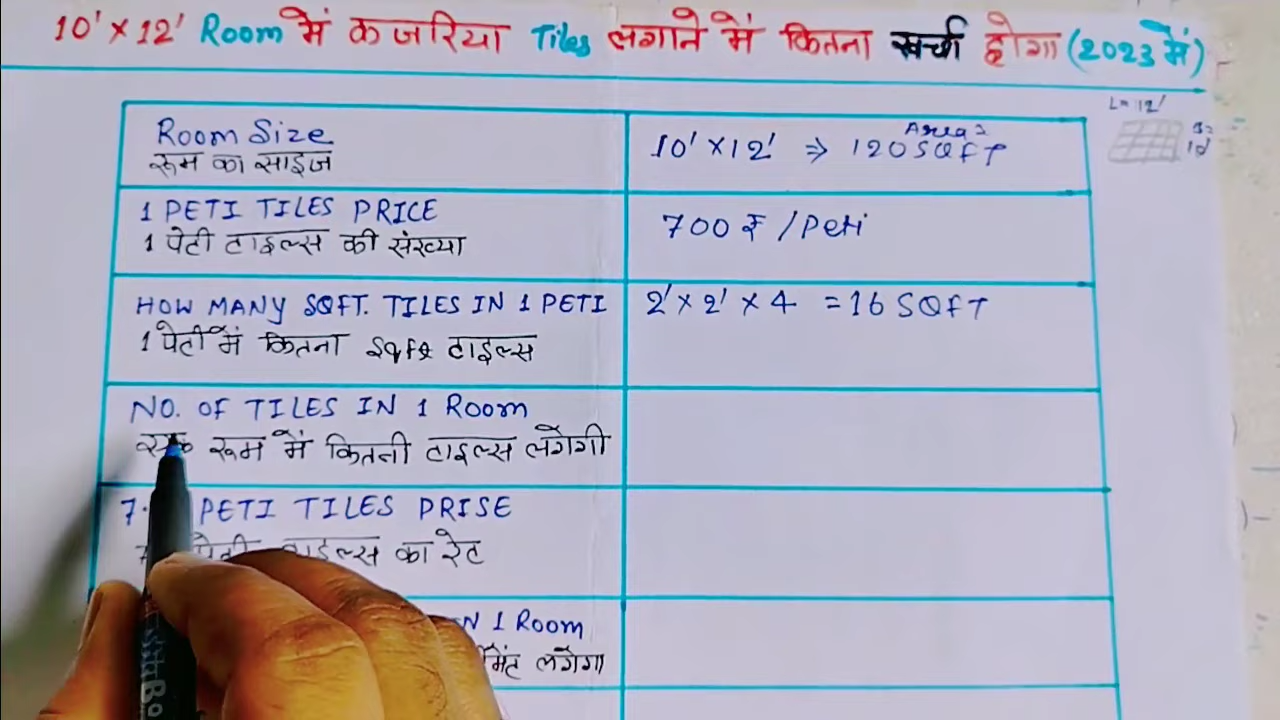 10' × 12' Room में कजरिया Tiles लगाने में कितना खर्चा होगा (2023 में)
L = 12'
Room Size
रूम का साइज
10' × 12' ⇒ 120 SQFT
Area =
1 PETI TILES PRICE
1 पेटी टाइल्स की संख्या
700 ₹ / Peti
HOW MANY SQFT. TILES IN 1 PETI
1 पेटी में कितना sqft टाइल्स
2' × 2' × 4 = 16 SQFT
NO. OF TILES IN 1 Room
रूम में कितनी टाइल्स लगेगी
PETI TILES PRISE
टाइल्स का रेट
IN 1 Room
लगेगा